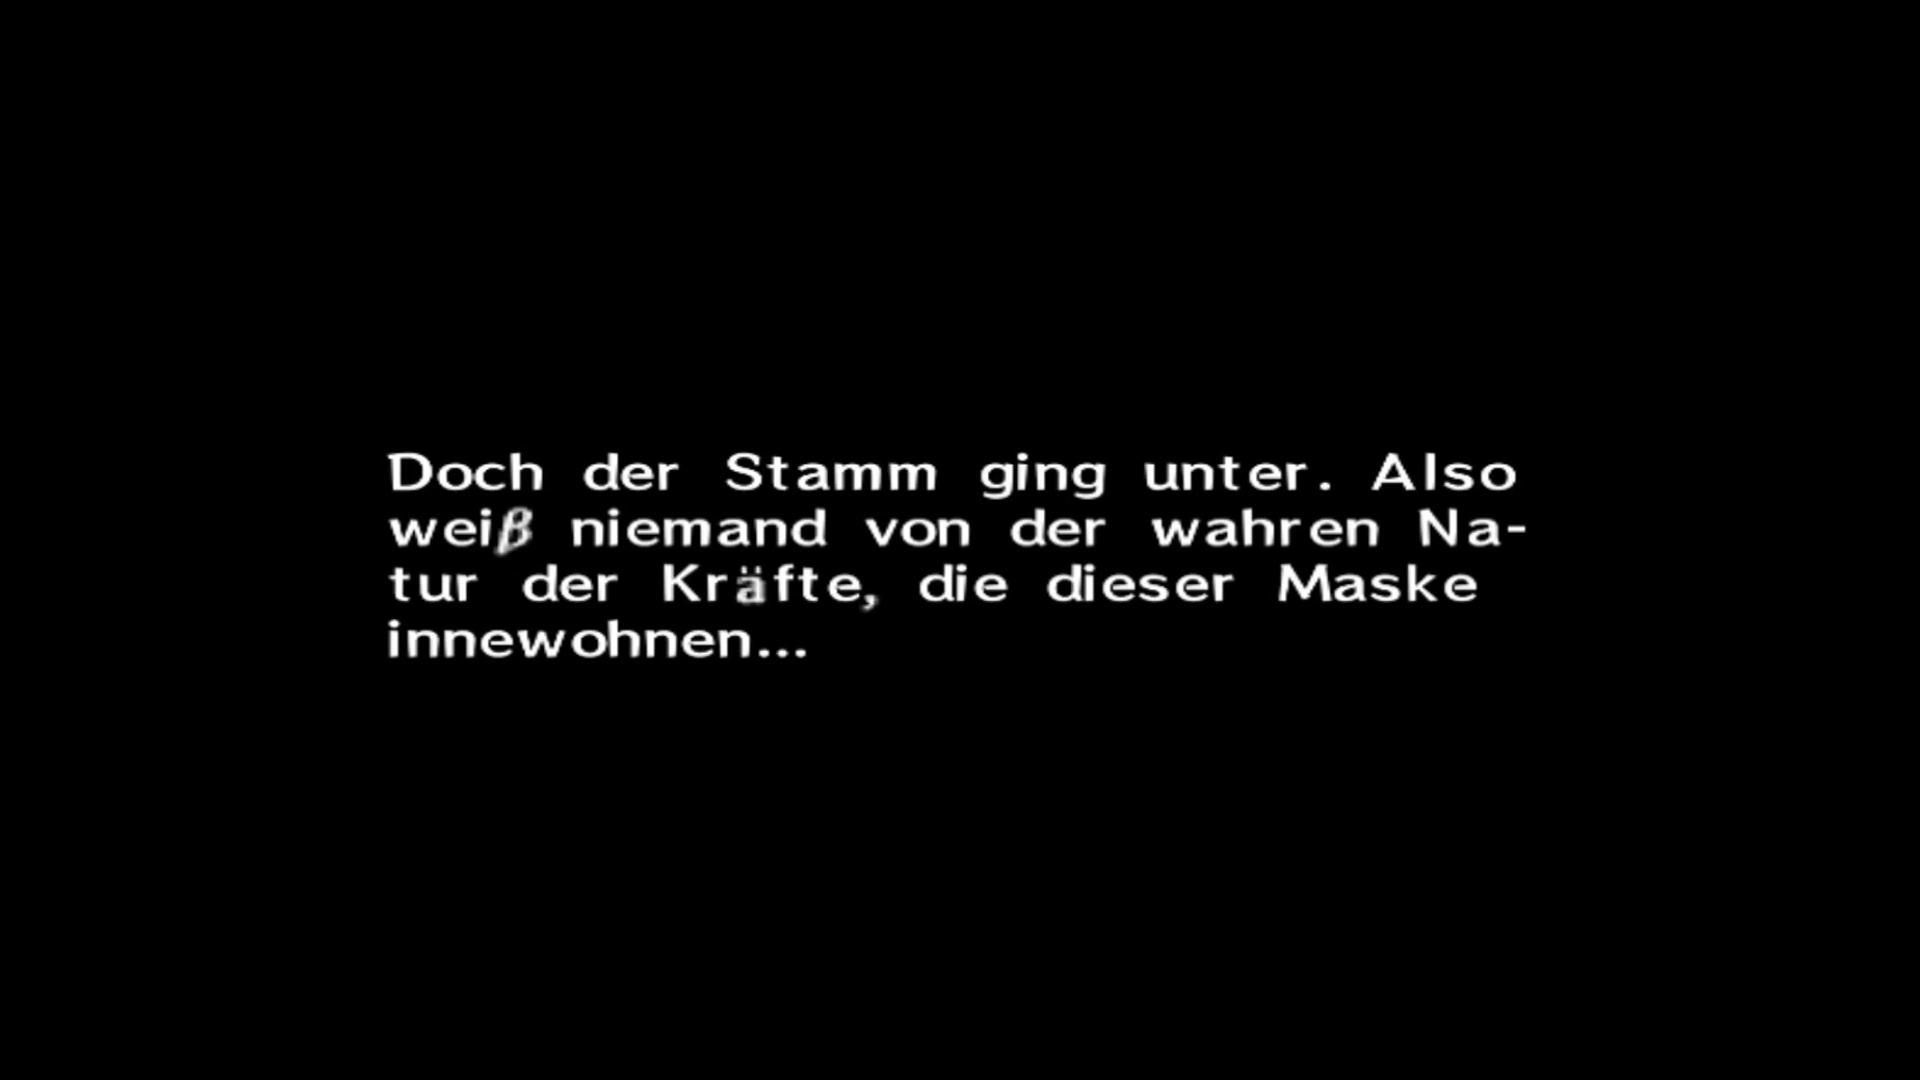 Doch der Stamm ging unter. Also
weiß niemand von der wahren Na-
tur der Kräfte, die dieser Maske
innewohnen...